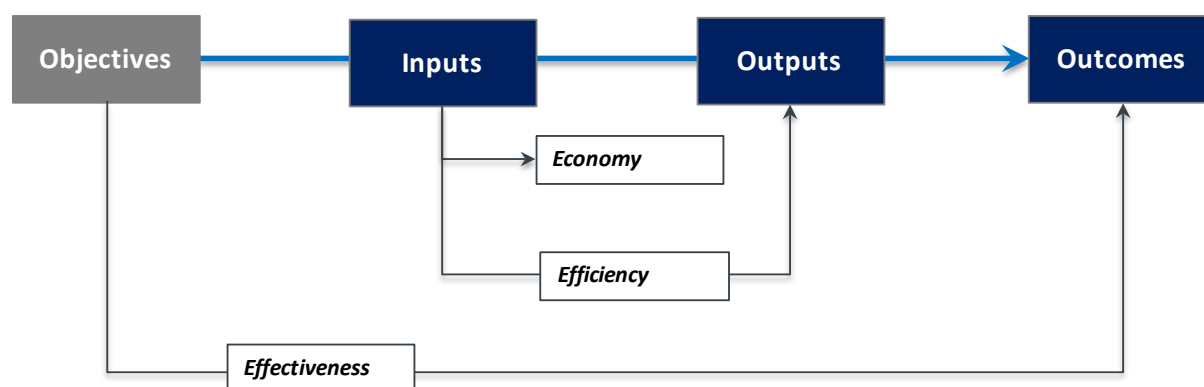 Objectives
Inputs
Outputs
Outcomes
Economy
Efficiency
Effectiveness